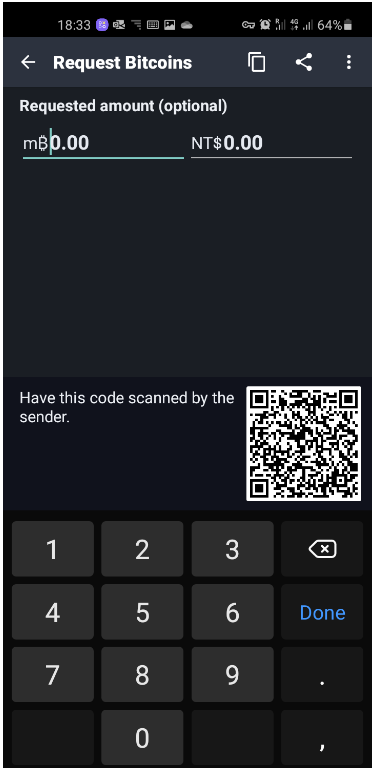 18:33 64%
Request Bitcoins
Requested amount (optional)
m₿0.00 NT$0.00
Have this code scanned by the
sender.
1 2 3
4 5 6 Done
7 8 9 .
0 ,